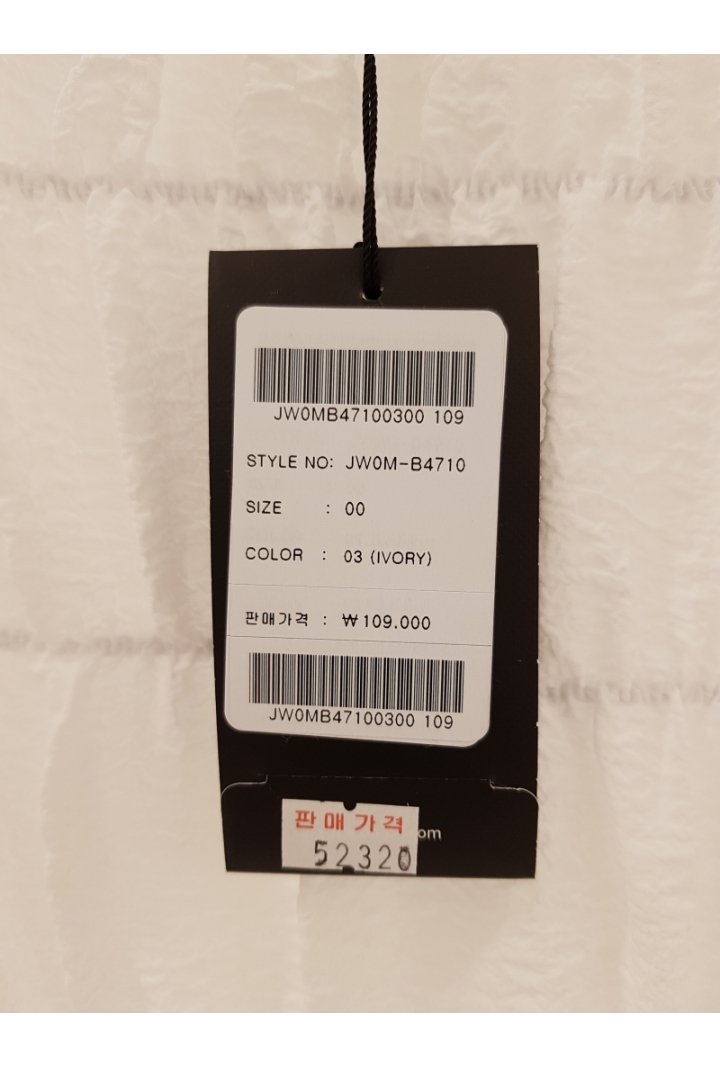 JW0MB47100300 109
STYLE NO: JW0M-B4710
SIZE : 00
COLOR : 03 (IVORY)
판매가격 : ₩109.000
JW0MB47100300 109
판매가격
om
52320